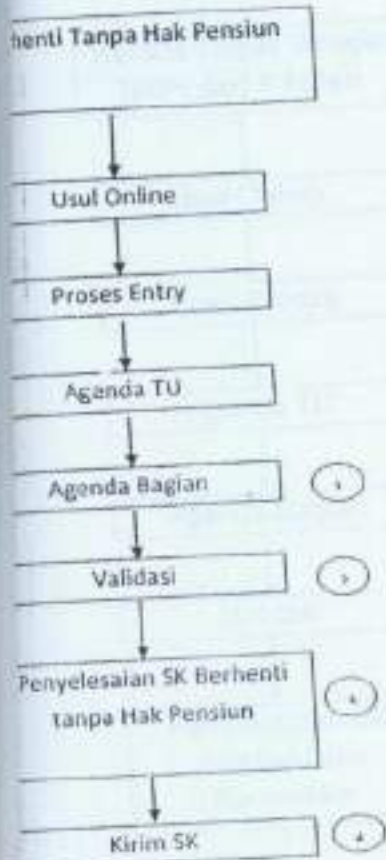 henti Tanpa Hak Pensiun
Usul Online
Proses Entry
Agenda TU
Agenda Bagian
Validasi
Penyelesaian SK Berhenti
tanpa Hak Pensiun
Kirim SK